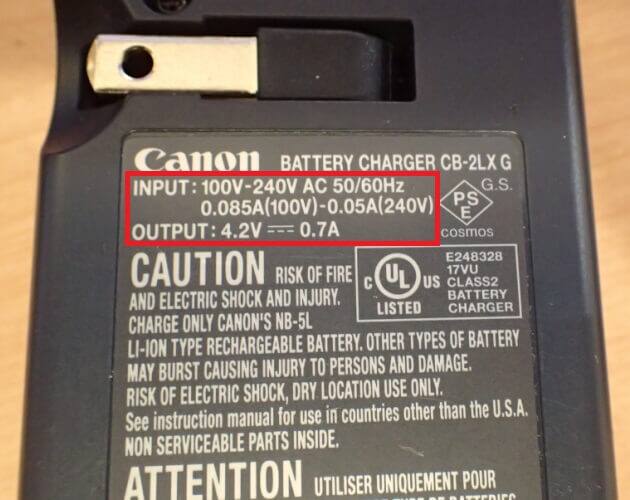 Canon BATTERY CHARGER CB-2LX G
INPUT: 100V-240V AC 50/60Hz
0.085A(100V)-0.05A(240V)
OUTPUT: 4.2V ⎓ 0.7A
PS E
G.S.
cosmos
CAUTION RISK OF FIRE
AND ELECTRIC SHOCK AND INJURY.
CHARGE ONLY CANON'S NB-5L
LI-ION TYPE RECHARGEABLE BATTERY. OTHER TYPES OF BATTERY
MAY BURST CAUSING INJURY TO PERSONS AND DAMAGE.
RISK OF ELECTRIC SHOCK, DRY LOCATION USE ONLY.
See instruction manual for use in countries other than the U.S.A.
NON SERVICEABLE PARTS INSIDE.
C UL US
LISTED
E248328
17VU
CLASS2
BATTERY
CHARGER
ATTENTION UTILISER UNIQUEMENT POUR